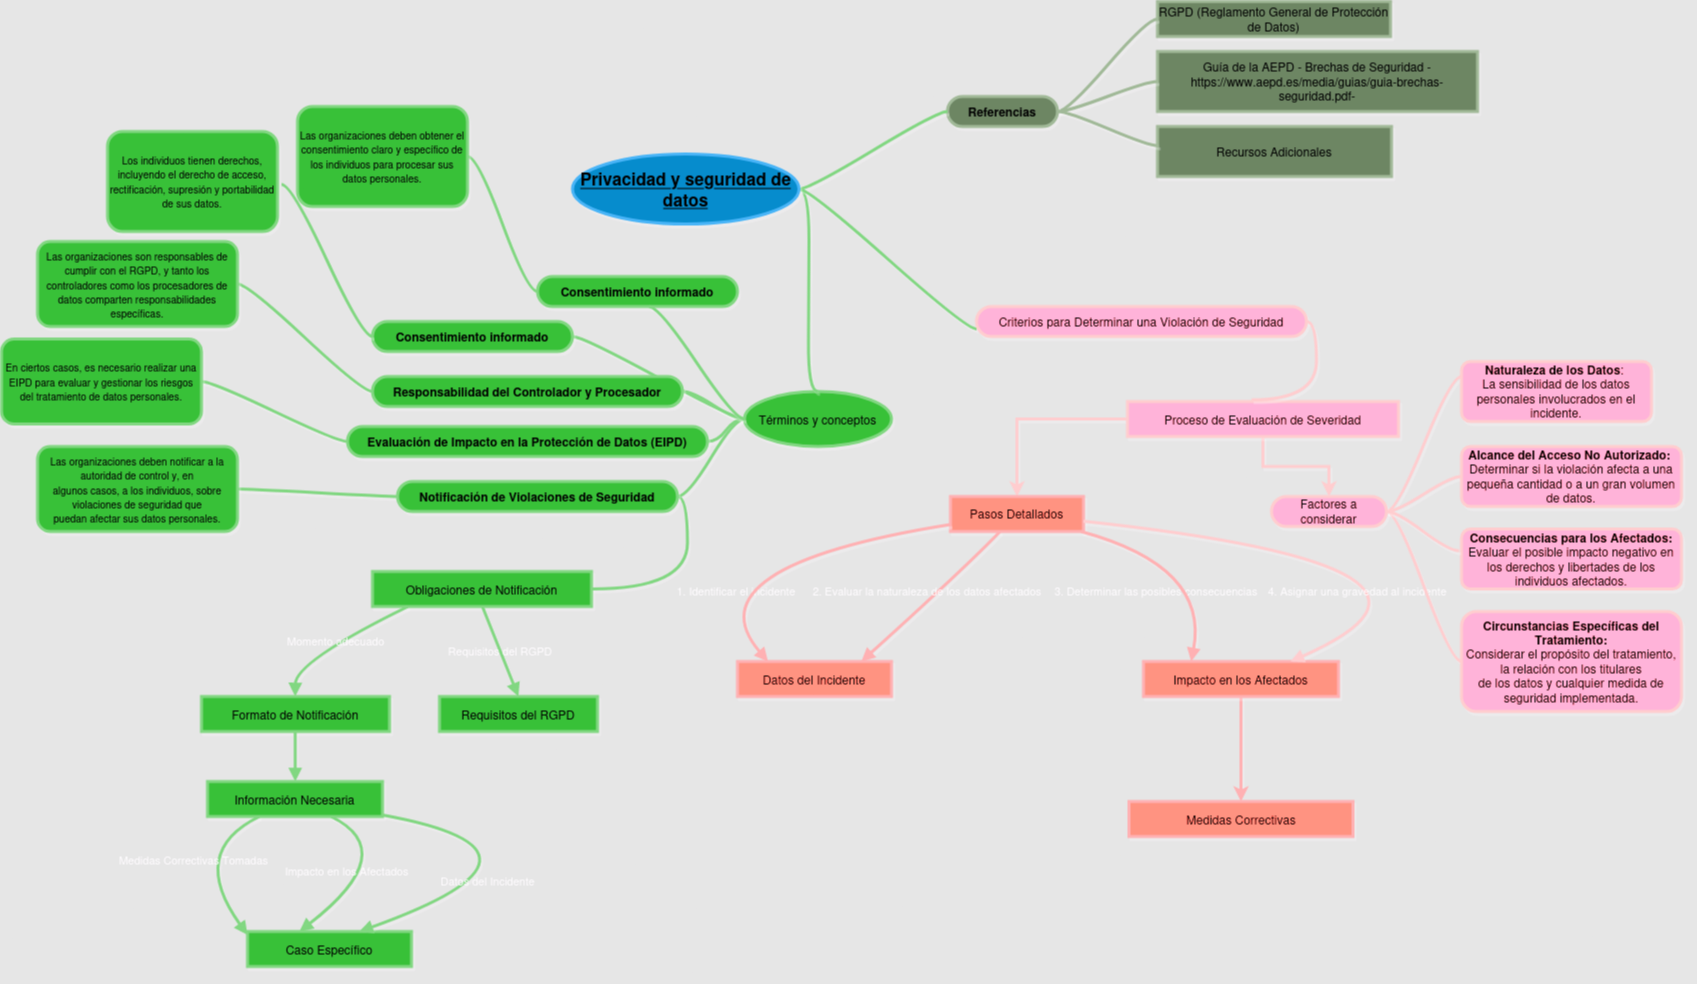 RGPD (Reglamento General de Protección
de Datos)
Guía de la AEPD - Brechas de Seguridad -
https://www.aepd.es/media/guias/guia-brechas-
seguridad.pdf-
Referencias
Recursos Adicionales
Privacidad y seguridad de
datos
Las organizaciones deben obtener el
consentimiento claro y específico de
los individuos para procesar sus
datos personales.
Los individuos tienen derechos,
incluyendo el derecho de acceso,
rectificación, supresión y portabilidad
de sus datos.
Las organizaciones son responsables de
cumplir con el RGPD, y tanto los
controladores como los procesadores de
datos comparten responsabilidades
específicas.
En ciertos casos, es necesario realizar una
EIPD para evaluar y gestionar los riesgos
del tratamiento de datos personales.
Las organizaciones deben notificar a la
autoridad de control y, en
algunos casos, a los individuos, sobre
violaciones de seguridad que
puedan afectar sus datos personales.
Consentimiento informado
Consentimiento informado
Responsabilidad del Controlador y Procesador
Evaluación de Impacto en la Protección de Datos (EIPD)
Notificación de Violaciones de Seguridad
Términos y conceptos
Obligaciones de Notificación
Momento adecuado
Requisitos del RGPD
Formato de Notificación
Requisitos del RGPD
Información Necesaria
Medidas Correctivas Tomadas
Impacto en los Afectados
Datos del Incidente
Caso Específico
Criterios para Determinar una Violación de Seguridad
Proceso de Evaluación de Severidad
Pasos Detallados
Factores a
considerar
1. Identificar el incidente
2. Evaluar la naturaleza de los datos afectados
3. Determinar las posibles consecuencias
4. Asignar una gravedad al incidente
Datos del Incidente
Impacto en los Afectados
Medidas Correctivas
Naturaleza de los Datos:
La sensibilidad de los datos
personales involucrados en el
incidente.
Alcance del Acceso No Autorizado:
Determinar si la violación afecta a una
pequeña cantidad o a un gran volumen
de datos.
Consecuencias para los Afectados:
Evaluar el posible impacto negativo en
los derechos y libertades de los
individuos afectados.
Circunstancias Específicas del
Tratamiento:
Considerar el propósito del tratamiento,
la relación con los titulares
de los datos y cualquier medida de
seguridad implementada.